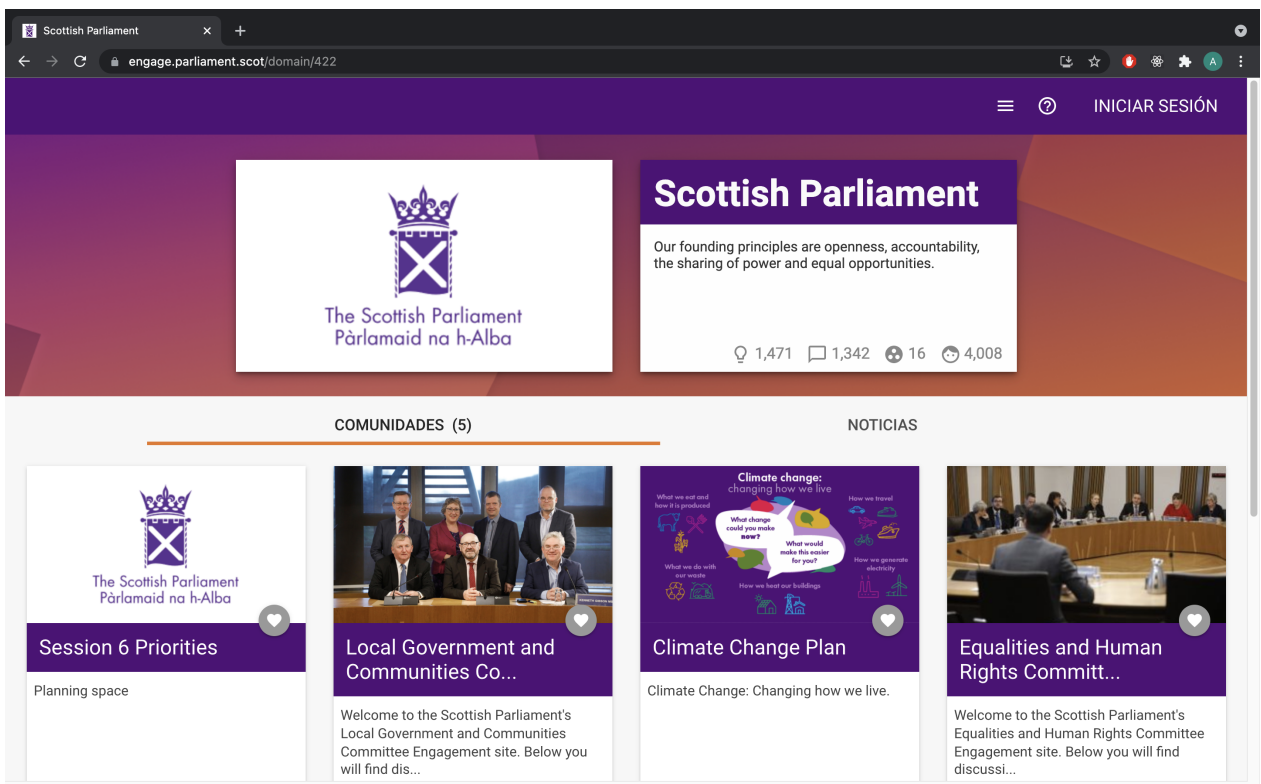 Scottish Parliament
engage.parliament.scot/domain/422
A
INICIAR SESIÓN
The Scottish Parliament
Pàrlamaid na h-Alba
Scottish Parliament
Our founding principles are openness, accountability,
the sharing of power and equal opportunities.
1,471 1,342 16 4,008
COMUNIDADES (5)
NOTICIAS
The Scottish Parliament
Pàrlamaid na h-Alba
Session 6 Priorities
Planning space
Local Government and
Communities Co...
Welcome to the Scottish Parliament's
Local Government and Communities
Committee Engagement site. Below you
will find dis...
Climate change:
changing how we live
What we eat and
how it is produced
How we travel
What change
could you make
now?
What would
make this easier
for you?
What we do with
our waste
How we generate
electricity
How we heat our buildings
Climate Change Plan
Climate Change: Changing how we live.
Equalities and Human
Rights Committ...
Welcome to the Scottish Parliament's
Equalities and Human Rights Committee
Engagement site. Below you will find
discussi...